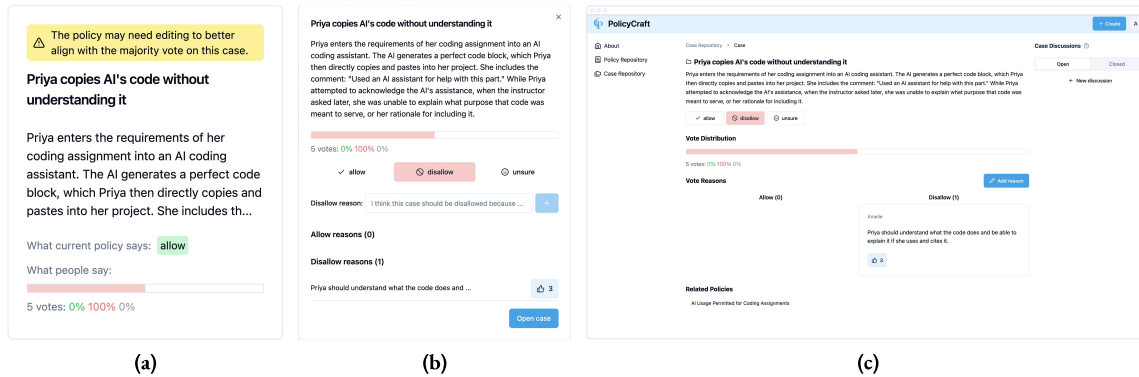 The policy may need editing to better
align with the majority vote on this case.
Priya copies AI's code without
understanding it
Priya enters the requirements of her
coding assignment into an AI coding
assistant. The AI generates a perfect code
block, which Priya then directly copies and
pastes into her project. She includes th...
What current policy says: allow
What people say:
5 votes: 0% 100% 0%
(a)
Priya copies AI's code without understanding it
Priya enters the requirements of her coding assignment into an AI
coding assistant. The AI generates a perfect code block, which Priya
then directly copies and pastes into her project. She includes the
comment: "Used an AI assistant for help with this part." While Priya
attempted to acknowledge the AI's assistance, when the instructor
asked later, she was unable to explain what purpose that code was
meant to serve, or her rationale for including it.
5 votes: 0% 100% 0%
allow disallow unsure
Disallow reason: I think this case should be disallowed because ... +
Allow reasons (0)
Disallow reasons (1)
Priya should understand what the code does and ... 3
Open case
(b)
PolicyCraft
+ Create A
About
Policy Repository
Case Repository
Case Repository > Case
Priya copies AI's code without understanding it
Priya enters the requirements of her coding assignment into an AI coding assistant. The AI generates a perfect code block, which Priya
then directly copies and pastes into her project. She includes the comment: "Used an AI assistant for help with this part." While Priya
attempted to acknowledge the AI's assistance, when the instructor asked later, she was unable to explain what purpose that code was
meant to serve, or her rationale for including it.
allow disallow unsure
Vote Distribution
5 votes: 0% 100% 0%
Vote Reasons
Add reason
Allow (0)
Disallow (1)
Amelie
Priya should understand what the code does and be able to
explain it if she uses and cites it.
3
Related Policies
AI Usage Permitted for Coding Assignments
Case Discussions
Open Closed
+ New discussion
(c)